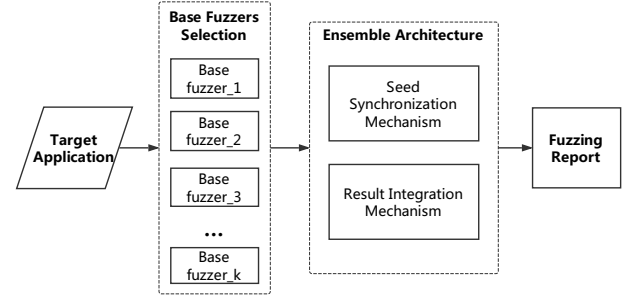 Target
Application
Base Fuzzers
Selection
Base
fuzzer_1
Base
fuzzer_2
Base
fuzzer_3
...
Base
fuzzer_k
Ensemble Architecture
Seed
Synchronization
Mechanism
Result Integration
Mechanism
Fuzzing
Report